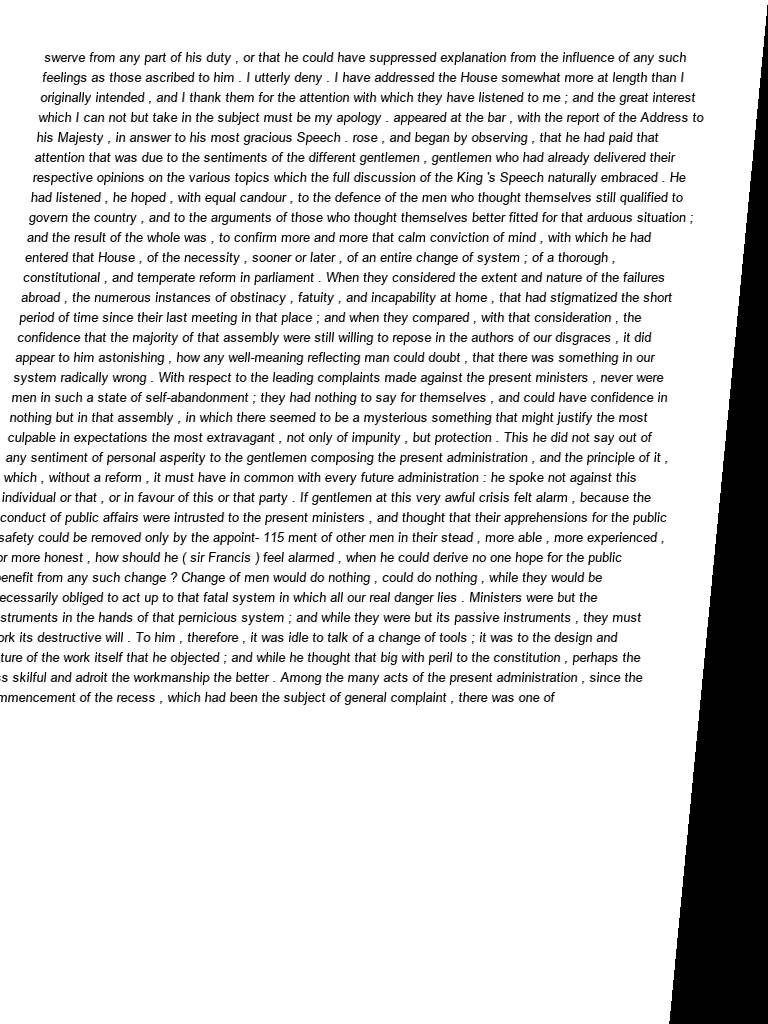 swerve from any part of his duty , or that he could have suppressed explanation from the influence of any such
feelings as those ascribed to him . I utterly deny . I have addressed the House somewhat more at length than I
originally intended , and I thank them for the attention with which they have listened to me ; and the great interest
which I can not but take in the subject must be my apology . appeared at the bar , with the report of the Address to
his Majesty , in answer to his most gracious Speech . rose , and began by observing , that he had paid that
attention that was due to the sentiments of the different gentlemen , gentlemen who had already delivered their
respective opinions on the various topics which the full discussion of the King 's Speech naturally embraced . He
had listened , he hoped , with equal candour , to the defence of the men who thought themselves still qualified to
govern the country , and to the arguments of those who thought themselves better fitted for that arduous situation ;
and the result of the whole was , to confirm more and more that calm conviction of mind , with which he had
entered that House , of the necessity , sooner or later , of an entire change of system ; of a thorough ,
constitutional , and temperate reform in parliament . When they considered the extent and nature of the failures
abroad , the numerous instances of obstinacy , fatuity , and incapability at home , that had stigmatized the short
period of time since their last meeting in that place ; and when they compared , with that consideration , the
confidence that the majority of that assembly were still willing to repose in the authors of our disgraces , it did
appear to him astonishing , how any well-meaning reflecting man could doubt , that there was something in our
system radically wrong . With respect to the leading complaints made against the present ministers , never were
men in such a state of self-abandonment ; they had nothing to say for themselves , and could have confidence in
nothing but in that assembly , in which there seemed to be a mysterious something that might justify the most
culpable in expectations the most extravagant , not only of impunity , but protection . This he did not say out of
any sentiment of personal asperity to the gentlemen composing the present administration , and the principle of it ,
which , without a reform , it must have in common with every future administration : he spoke not against this
individual or that , or in favour of this or that party . If gentlemen at this very awful crisis felt alarm , because the
conduct of public affairs were intrusted to the present ministers , and thought that their apprehensions for the public
safety could be removed only by the appoint- 115 ment of other men in their stead , more able , more experienced ,
or more honest , how should he ( sir Francis ) feel alarmed , when he could derive no one hope for the public
benefit from any such change ? Change of men would do nothing , could do nothing , while they would be
ecessarily obliged to act up to that fatal system in which all our real danger lies . Ministers were but the
struments in the hands of that pernicious system ; and while they were but its passive instruments , they must
ork its destructive will . To him , therefore , it was idle to talk of a change of tools ; it was to the design and
ture of the work itself that he objected ; and while he thought that big with peril to the constitution , perhaps the
ss skilful and adroit the workmanship the better . Among the many acts of the present administration , since the
mmencement of the recess , which had been the subject of general complaint , there was one of